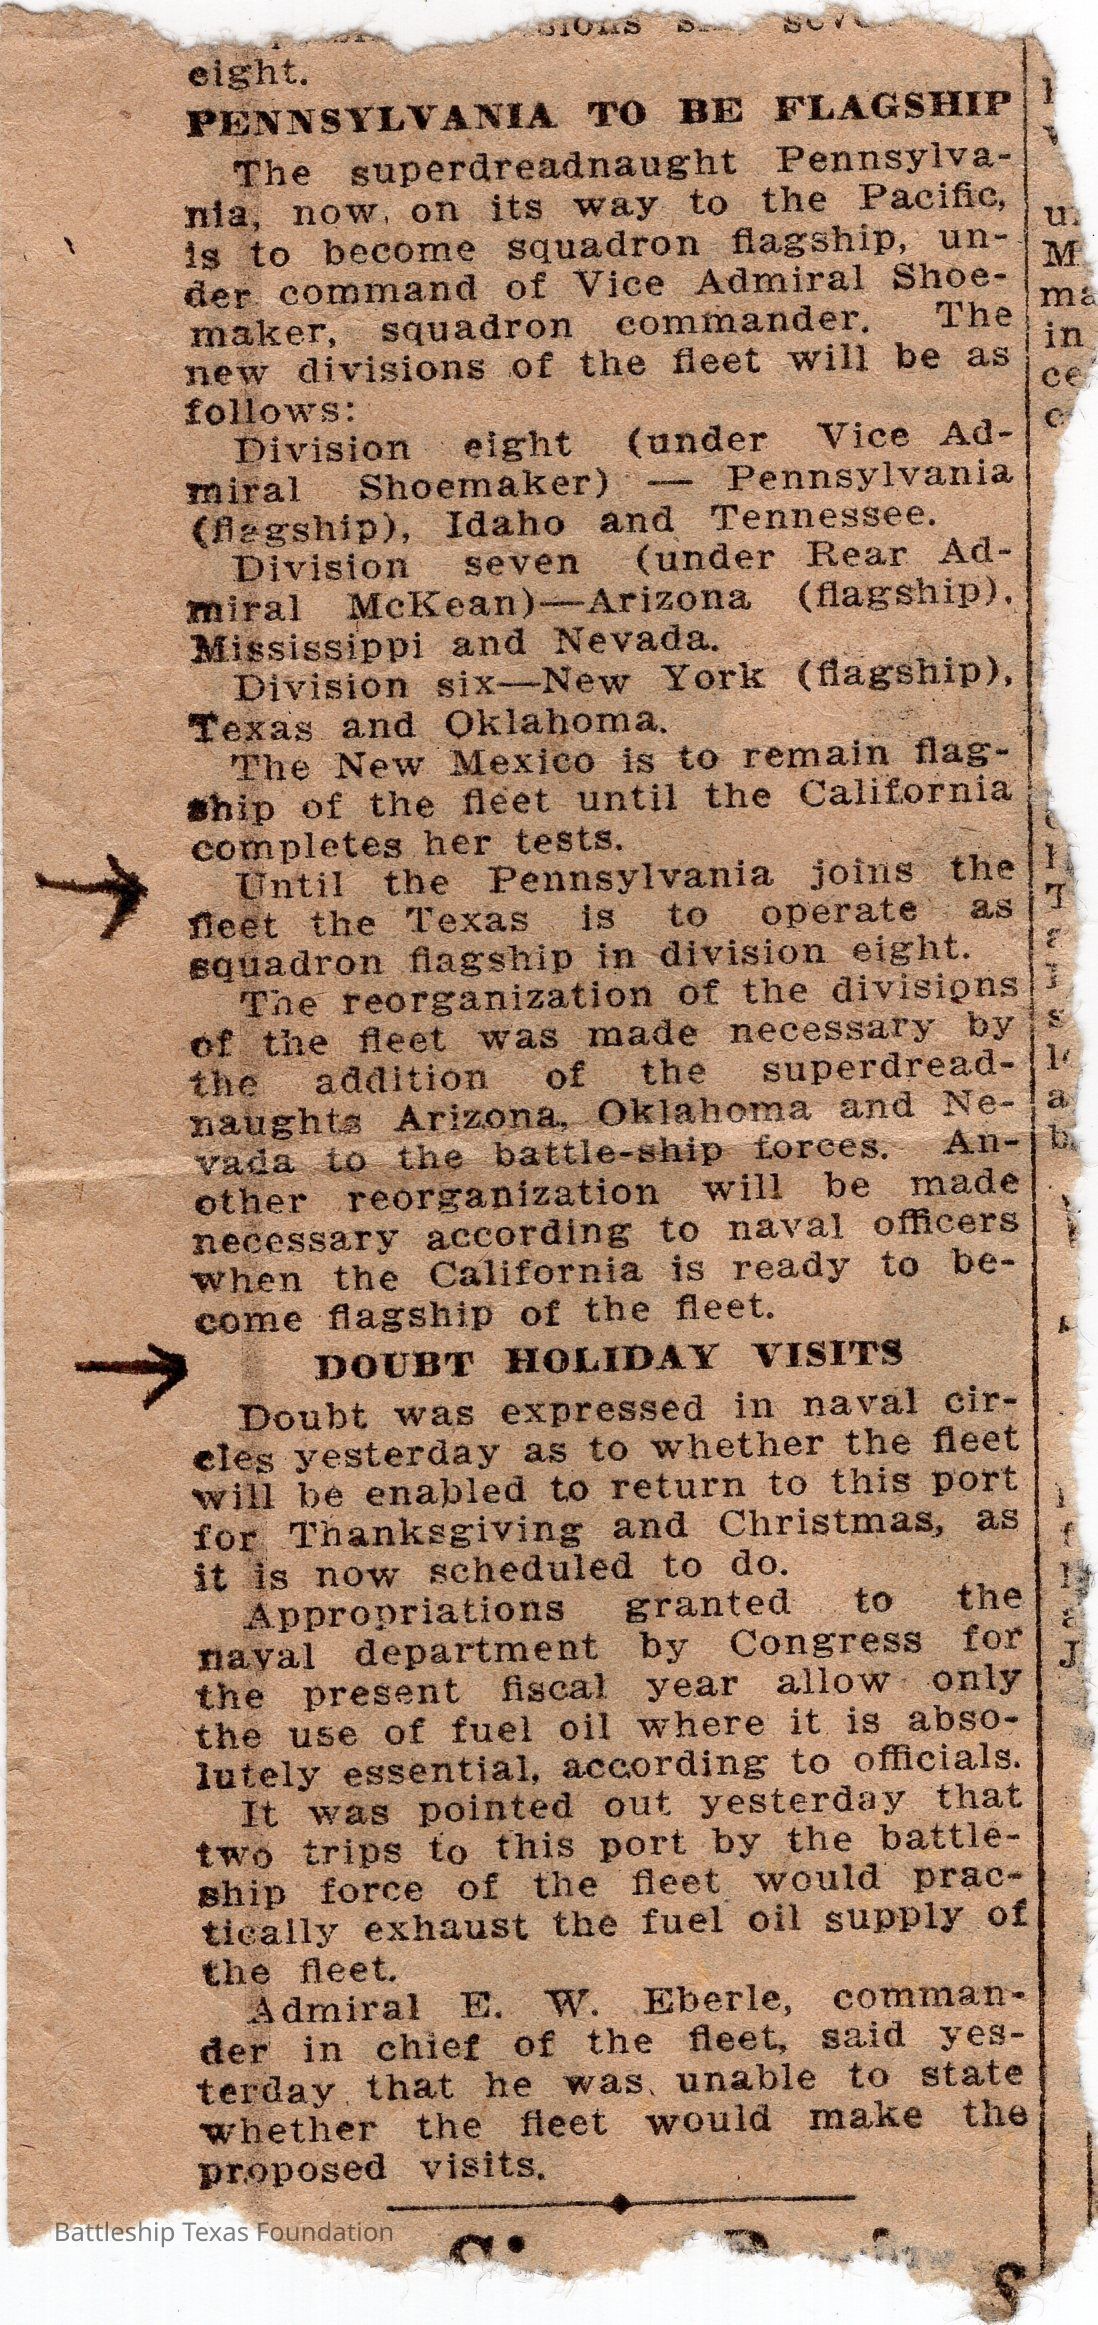 eight.
PENNSYLVANIA TO BE FLAGSHIP
The superdreadnaught Pennsylva-
nia, now on its way to the Pacific,
is to become squadron flagship, un-
der command of Vice Admiral Shoe-
maker, squadron commander. The
new divisions of the fleet will be as
follows:
Division eight (under Vice Ad-
miral Shoemaker) — Pennsylvania
(flagship), Idaho and Tennessee.
Division seven (under Rear Ad-
miral McKean)—Arizona (flagship),
Mississippi and Nevada.
Division six—New York (flagship),
Texas and Oklahoma.
The New Mexico is to remain flag-
ship of the fleet until the California
completes her tests.
Until the Pennsylvania joins the
fleet the Texas is to operate as
squadron flagship in division eight.
The reorganization of the divisions
of the fleet was made necessary by
the addition of the superdread-
naughts Arizona, Oklahoma and Ne-
vada to the battle-ship forces. An-
other reorganization will be made
necessary according to naval officers
when the California is ready to be-
come flagship of the fleet.
DOUBT HOLIDAY VISITS
Doubt was expressed in naval cir-
cles yesterday as to whether the fleet
will be enabled to return to this port
for Thanksgiving and Christmas, as
it is now scheduled to do.
Appropriations granted to the
naval department by Congress for
the present fiscal year allow only
the use of fuel oil where it is abso-
lutely essential, according to officials.
It was pointed out yesterday that
two trips to this port by the battle-
ship force of the fleet would prac-
tically exhaust the fuel oil supply of
the fleet.
Admiral E. W. Eberle, comman-
der in chief of the fleet, said yes-
terday that he was unable to state
whether the fleet would make the
proposed visits.
Battleship Texas Foundation